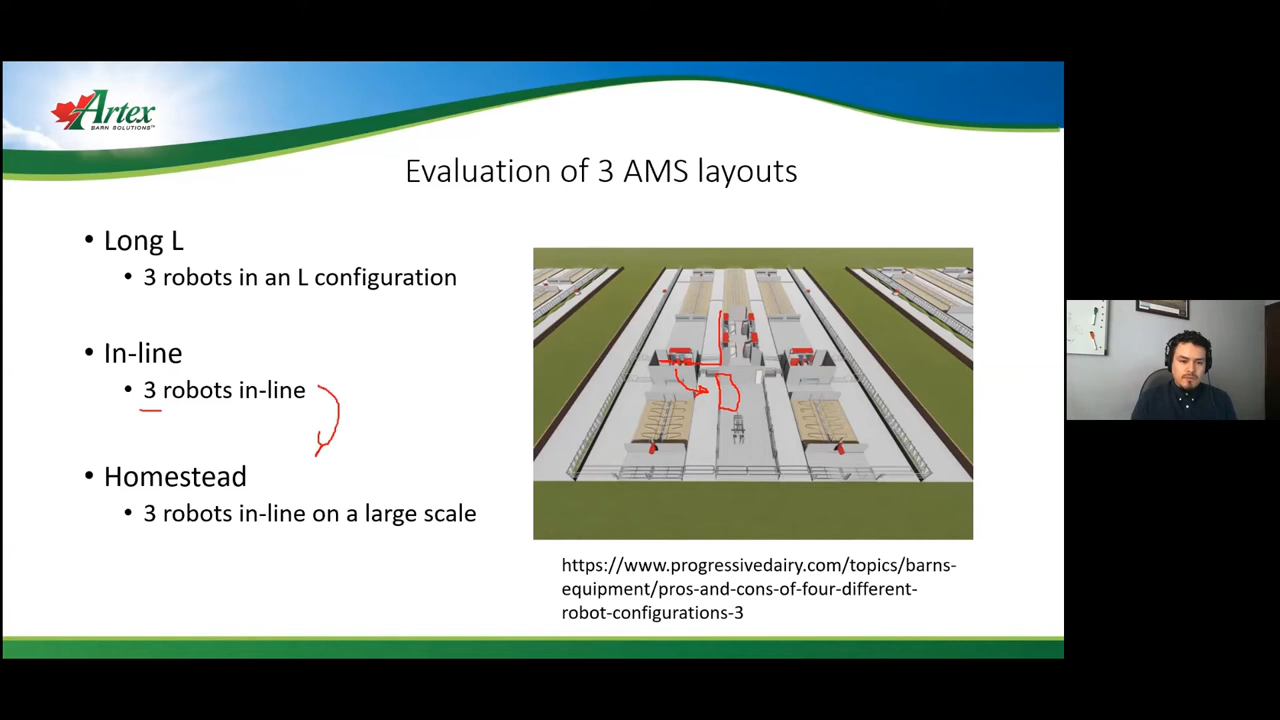 Artex
BARN SOLUTIONS™
Evaluation of 3 AMS layouts
• Long L
• 3 robots in an L configuration
• In-line
• 3 robots in-line
• Homestead
• 3 robots in-line on a large scale
https://www.progressivedairy.com/topics/barns-
equipment/pros-and-cons-of-four-different-
robot-configurations-3